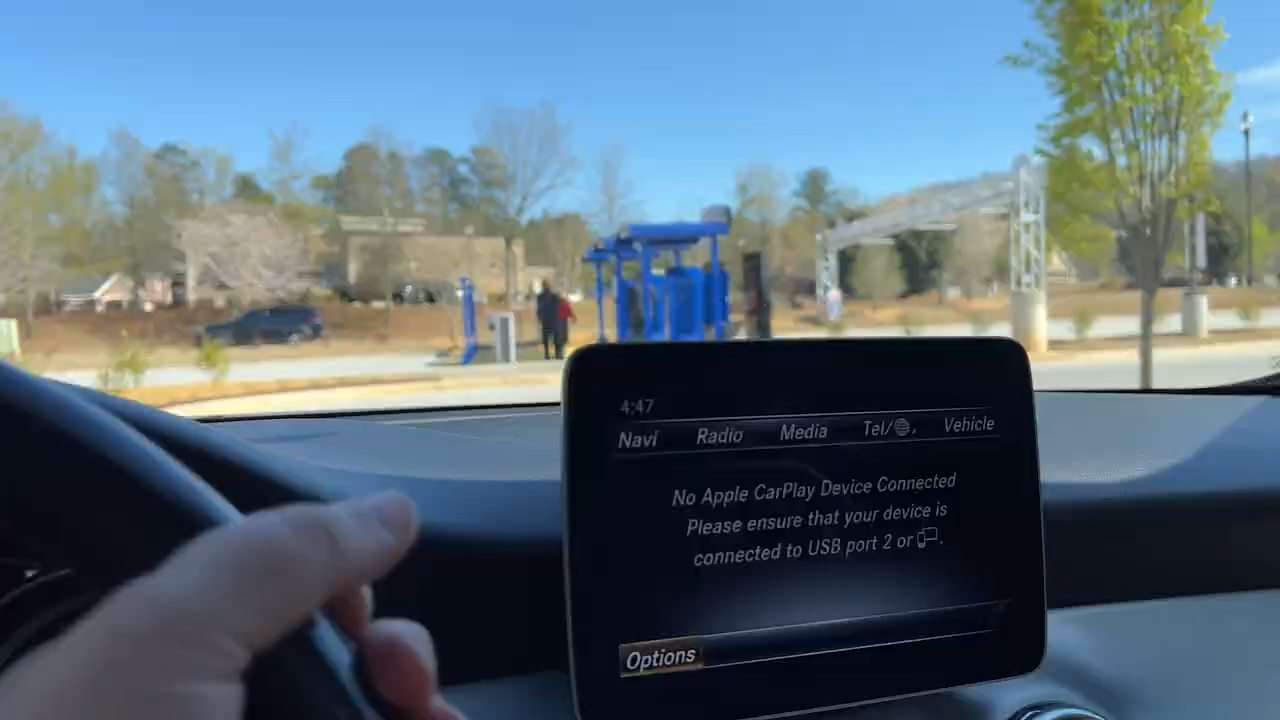 4:47
Navi Radio Media Tel/ Vehicle
No Apple CarPlay Device Connected
Please ensure that your device is
connected to USB port 2 or .
Options